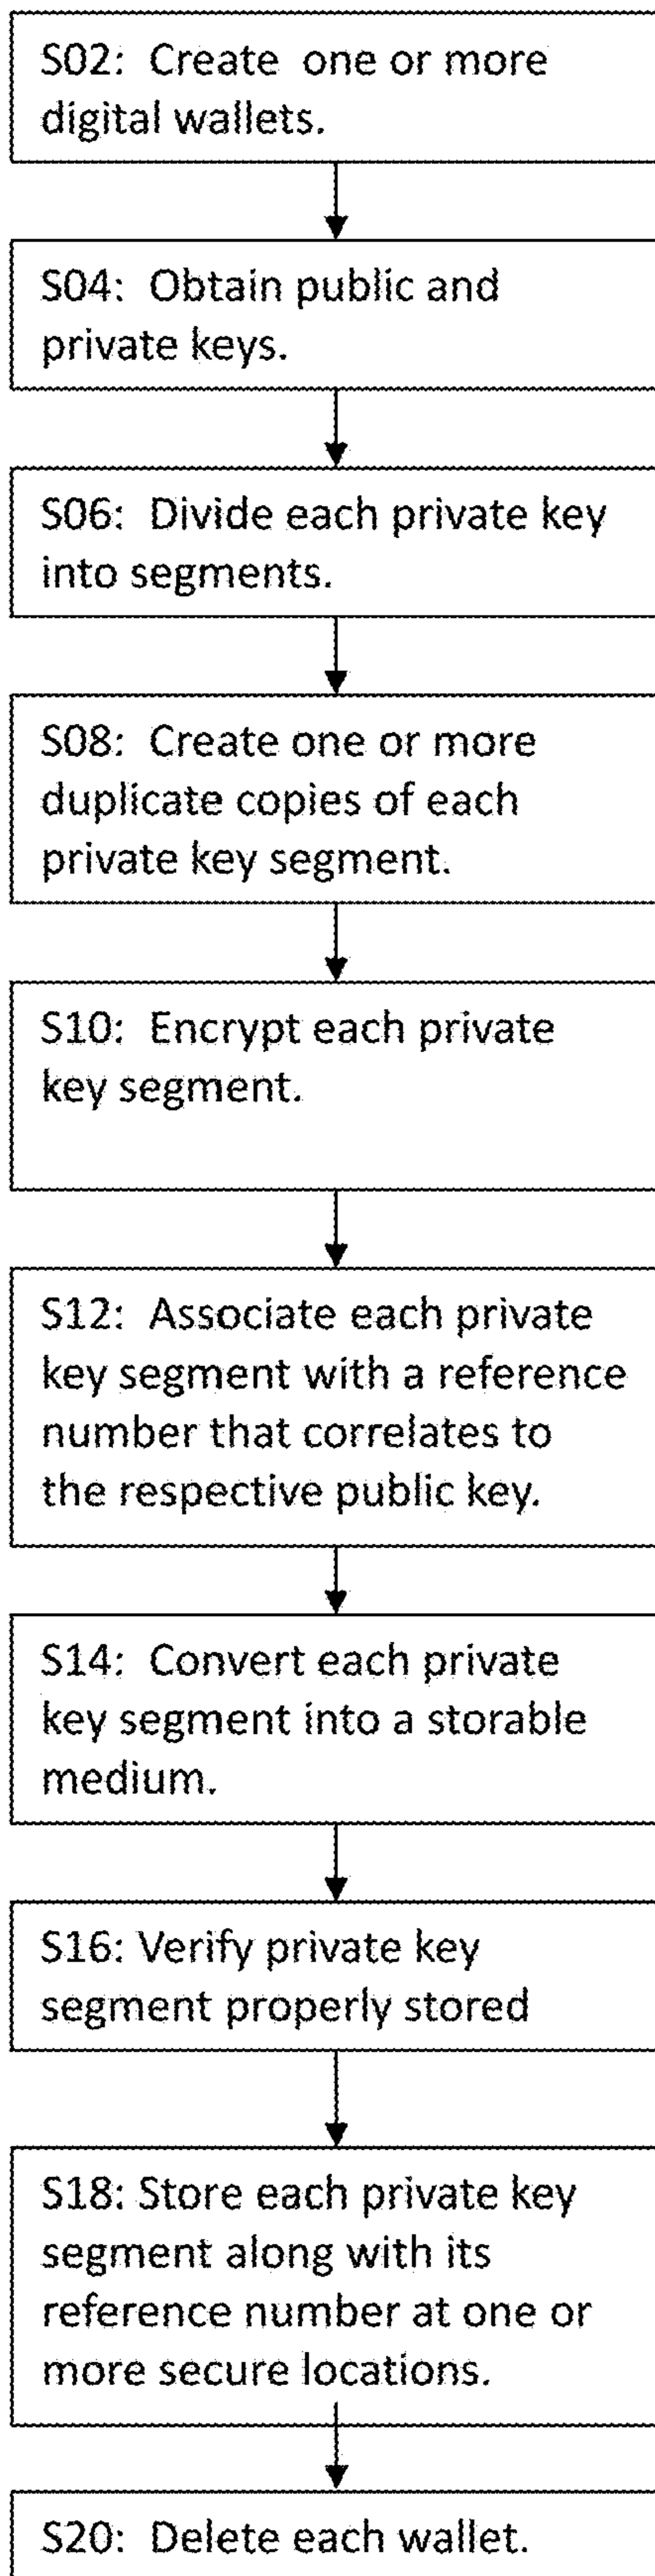 S02: Create one or more
digital wallets.
S04: Obtain public and
private keys.
S06: Divide each private key
into segments.
S08: Create one or more
duplicate copies of each
private key segment.
S10: Encrypt each private
key segment.
S12: Associate each private
key segment with a reference
number that correlates to
the respective public key.
S14: Convert each private
key segment into a storable
medium.
S16: Verify private key
segment properly stored
S18: Store each private key
segment along with its
reference number at one or
more secure locations.
S20: Delete each wallet.